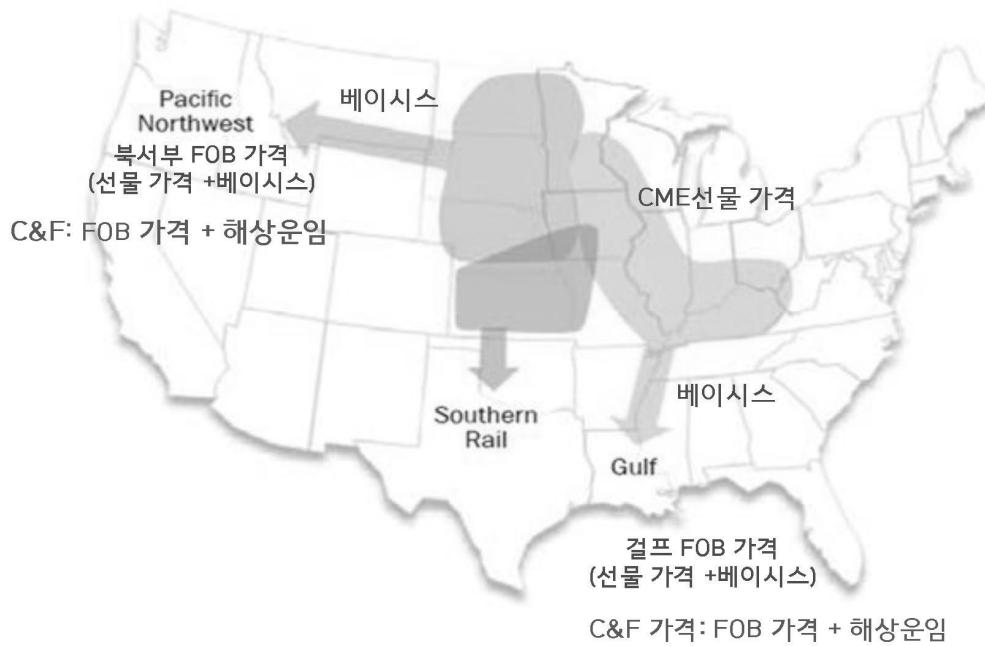 베이시스
Pacific
Northwest
북서부 FOB 가격
(선물 가격 +베이시스)
C&F: FOB 가격 + 해상운임
CME선물 가격
베이시스
Southern
Rail
Gulf
걸프 FOB 가격
(선물 가격 +베이시스)
C&F 가격: FOB 가격 + 해상운임